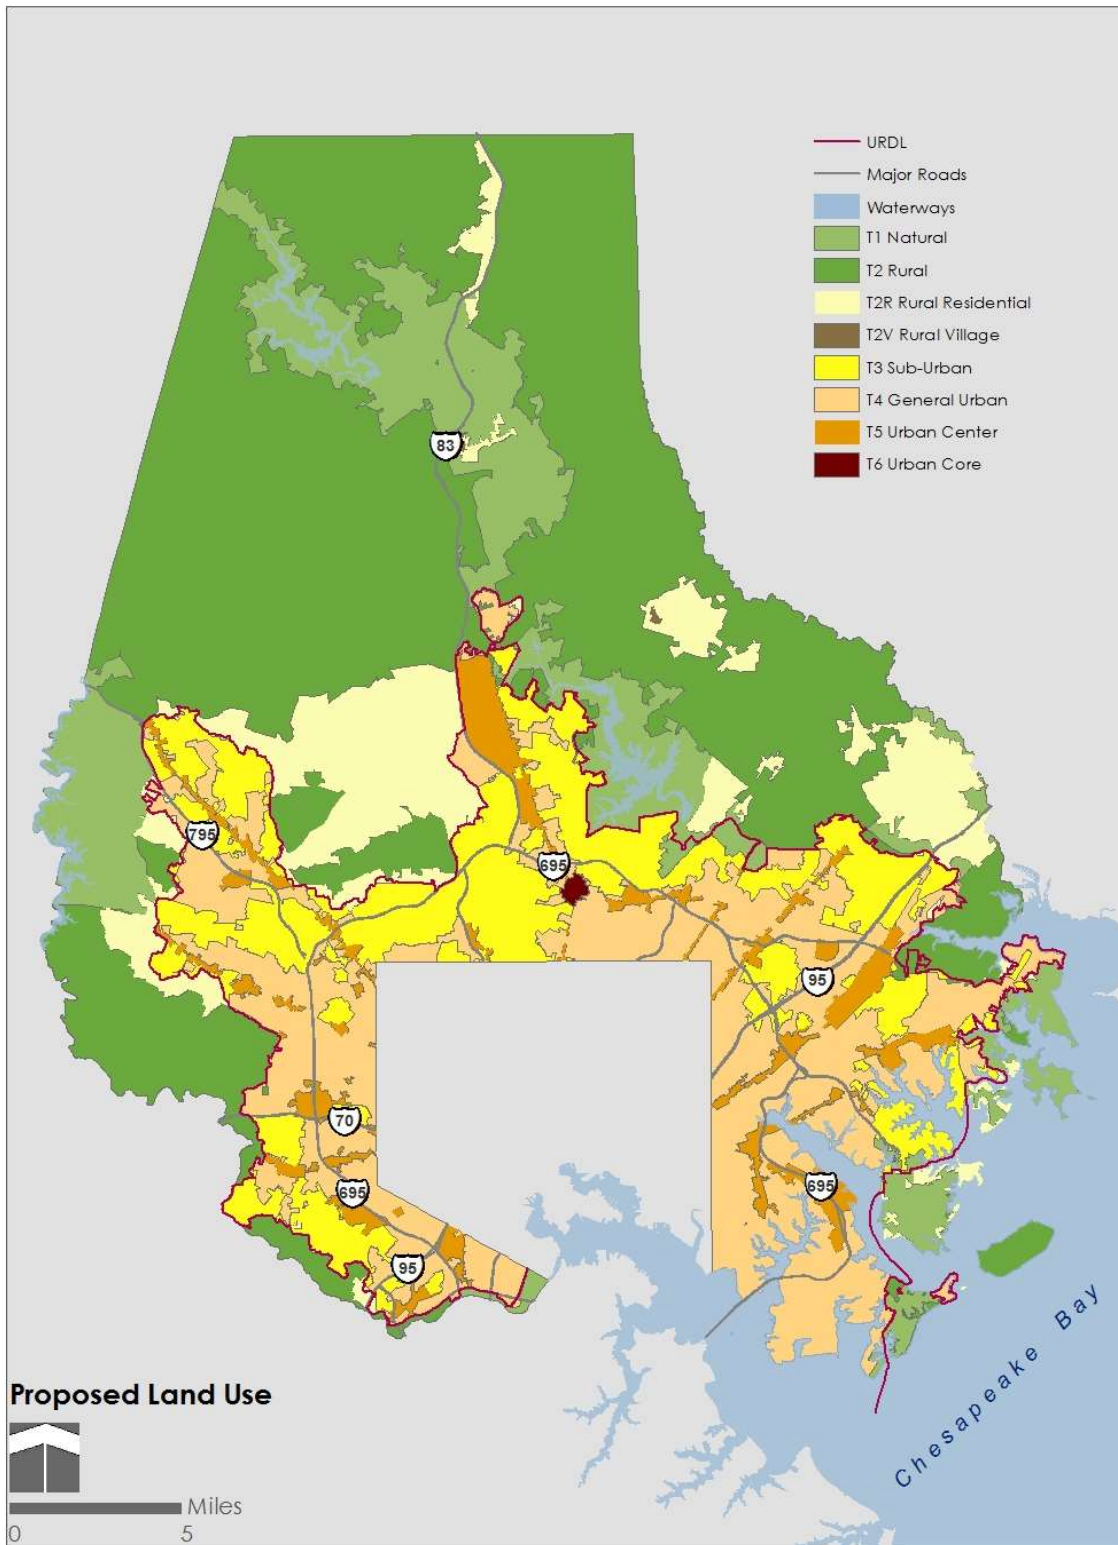 URDL
Major Roads
Waterways
T1 Natural
T2 Rural
T2R Rural Residential
T2V Rural Village
T3 Sub-Urban
T4 General Urban
T5 Urban Center
T6 Urban Core
83
795
695
95
70
695
695
95
Chesapeake Bay
Proposed Land Use
Miles
0 5